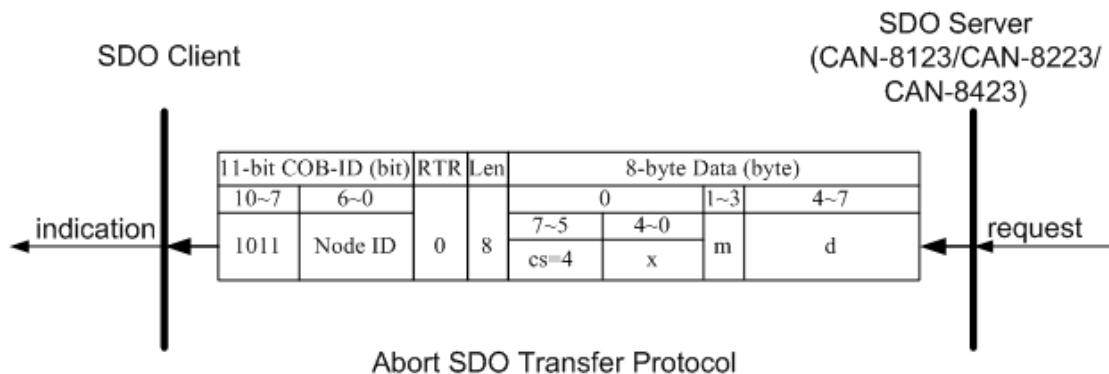 SDO Client
SDO Server
(CAN-8123/CAN-8223/
CAN-8423)
11-bit COB-ID (bit) RTR Len 8-byte Data (byte)
10~7 6~0 0 1~3 4~7
7~5 4~0
indication 1011 Node ID 0 8 cs=4 x m d request
Abort SDO Transfer Protocol